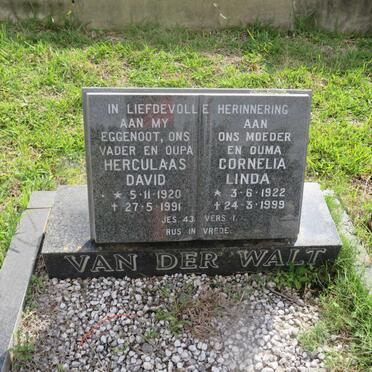 IN LIEFDEVOLLE HERINNERING
AAN MY
EGGENOOT, ONS
VADER EN OUPA
HERCULAAS
DAVID
* 5·11·1920
† 27·5·1991
AAN
ONS MOEDER
EN OUMA
CORNELIA
LINDA
* 3·6·1922
† 24·3·1999
JES. 43 VERS 1.
RUS IN VREDE.
VAN DER WALT